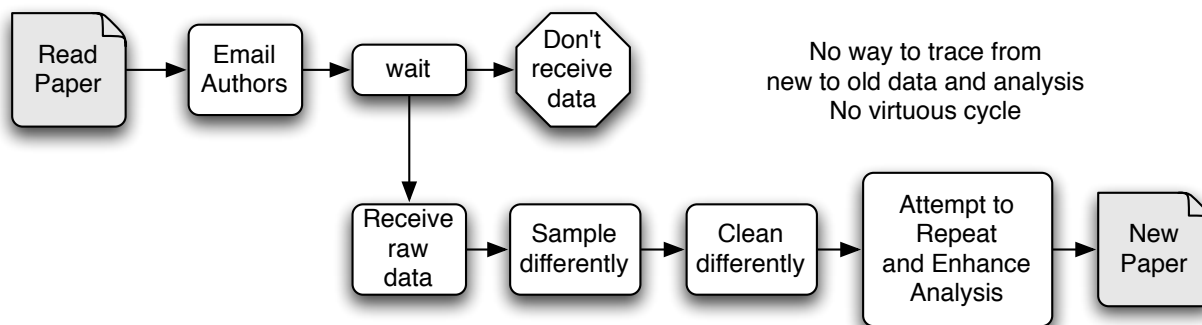 Read
Paper
Email
Authors
wait
Don't
receive
data
No way to trace from
new to old data and analysis
No virtuous cycle
Receive
raw
data
Sample
differently
Clean
differently
Attempt to
Repeat
and Enhance
Analysis
New
Paper